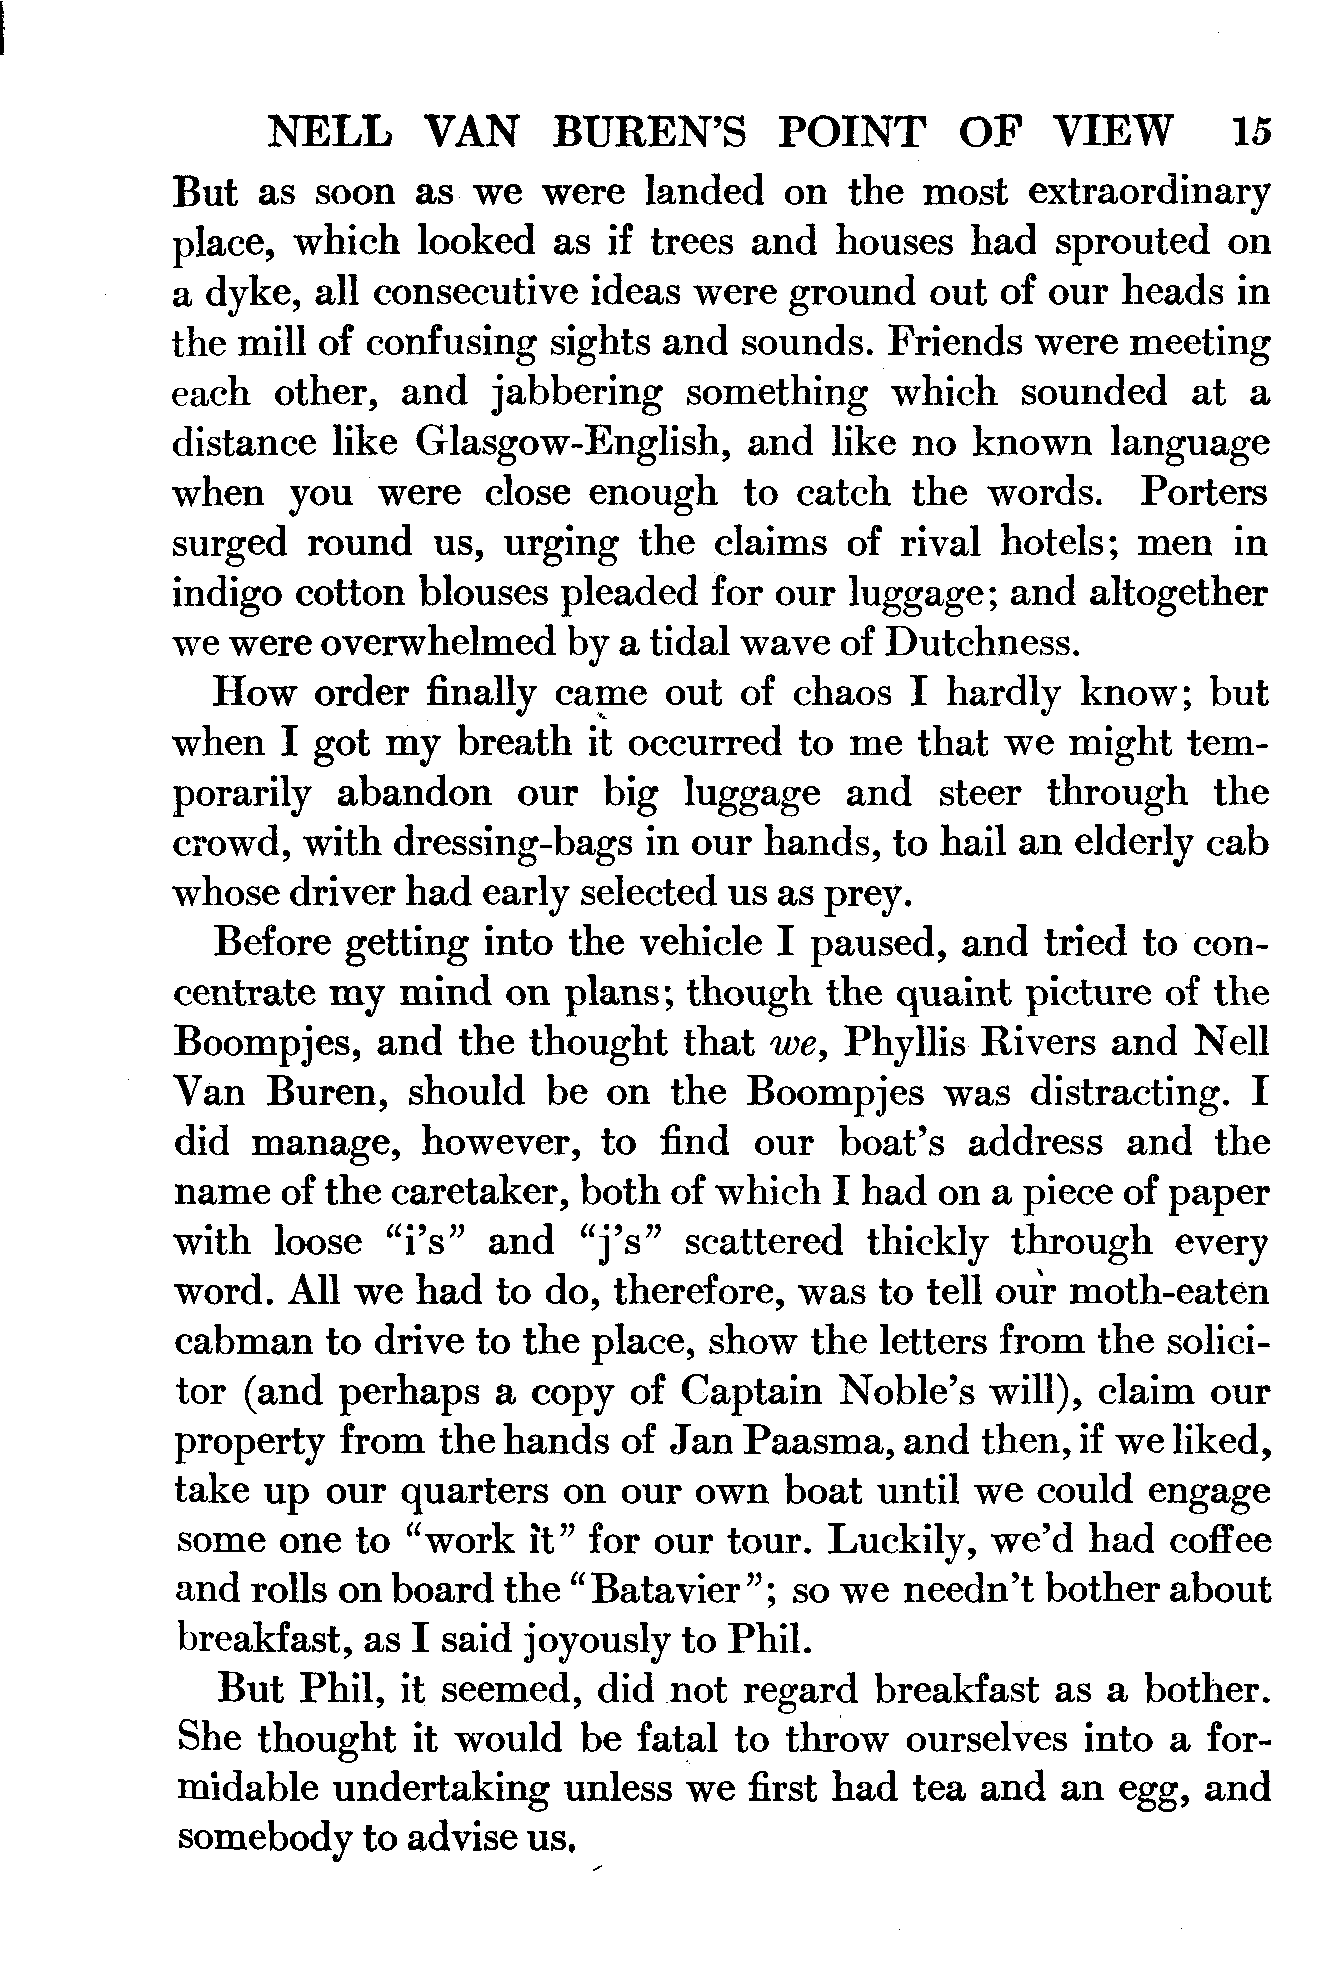 NELL VAN BUREN'S POINT OF VIEW 15
But as soon as we were landed on the most extraordinary
place, which looked as if trees and houses had sprouted on
a dyke, all consecutive ideas were ground out of our heads in
the mill of confusing sights and sounds. Friends were meeting
each other, and jabbering something which sounded at a
distance like Glasgow-English, and like no known language
when you were close enough to catch the words. Porters
surged round us, urging the claims of rival hotels; men in
indigo cotton blouses pleaded for our luggage; and altogether
we were overwhelmed by a tidal wave of Dutchness.
How order finally came out of chaos I hardly know; but
when I got my breath it occurred to me that we might tem-
porarily abandon our big luggage and steer through the
crowd, with dressing-bags in our hands, to hail an elderly cab
whose driver had early selected us as prey.
Before getting into the vehicle I paused, and tried to con-
centrate my mind on plans; though the quaint picture of the
Boompjes, and the thought that we, Phyllis Rivers and Nell
Van Buren, should be on the Boompjes was distracting. I
did manage, however, to find our boat's address and the
name of the caretaker, both of which I had on a piece of paper
with loose “i's” and “j's” scattered thickly through every
word. All we had to do, therefore, was to tell our moth-eaten
cabman to drive to the place, show the letters from the solici-
tor (and perhaps a copy of Captain Noble's will), claim our
property from the hands of Jan Paasma, and then, if we liked,
take up our quarters on our own boat until we could engage
some one to “work it” for our tour. Luckily, we'd had coffee
and rolls on board the “Batavier”; so we needn't bother about
breakfast, as I said joyously to Phil.
But Phil, it seemed, did not regard breakfast as a bother.
She thought it would be fatal to throw ourselves into a for-
midable undertaking unless we first had tea and an egg, and
somebody to advise us.